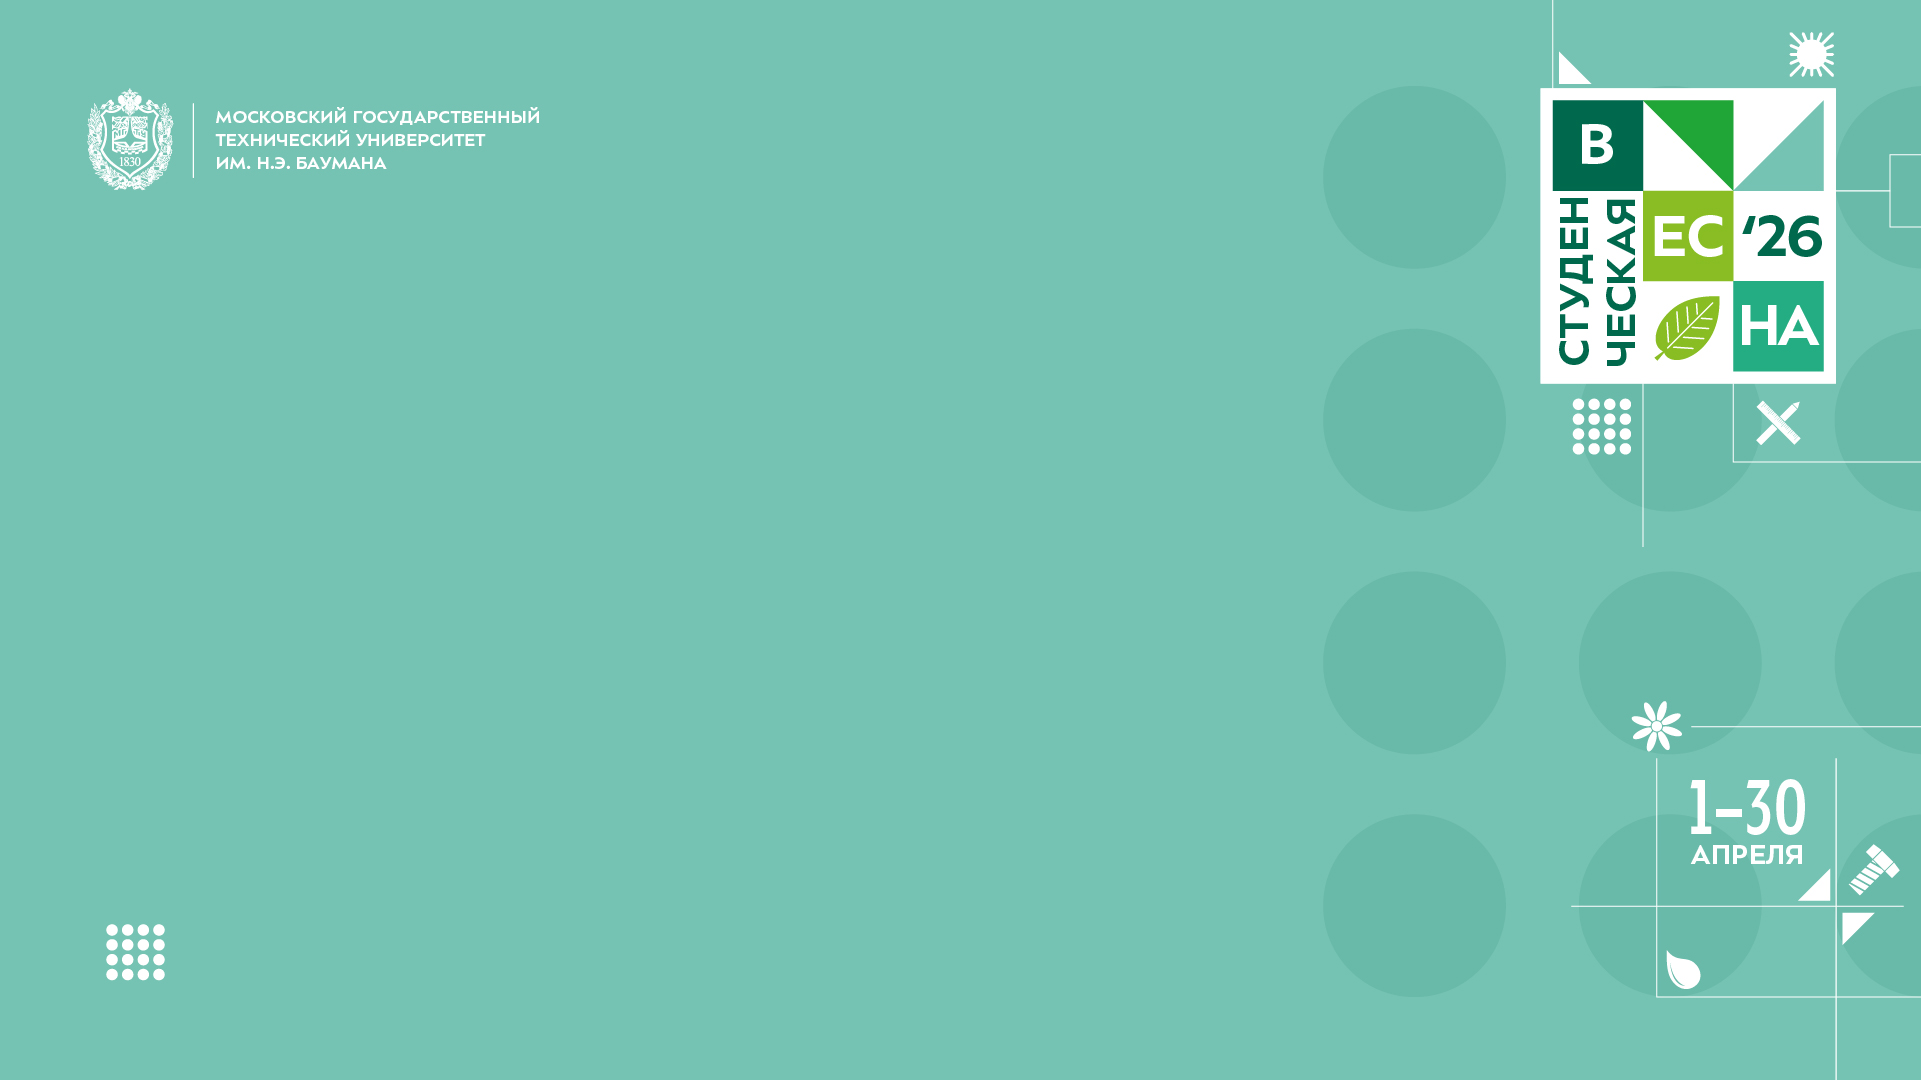 1830
МОСКОВСКИЙ ГОСУДАРСТВЕННЫЙ
ТЕХНИЧЕСКИЙ УНИВЕРСИТЕТ
ИМ. Н.Э. БАУМАНА
СТУДЕН
ЧЕСКАЯ
В
ЕС
НА
‘26
1–30
АПРЕЛЯ